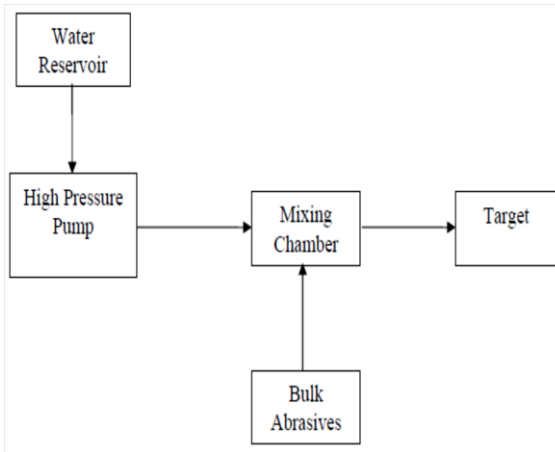 Water
Reservoir
High Pressure
Pump
Mixing
Chamber
Target
Bulk
Abrasives